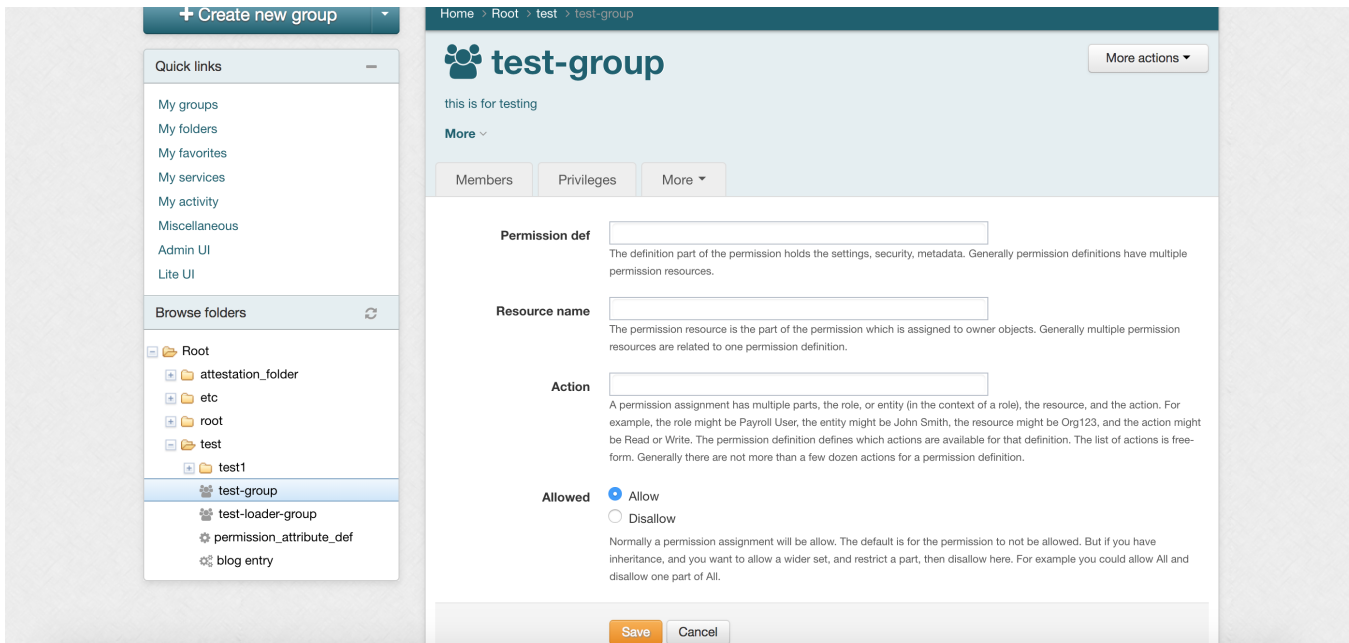 + Create new group
Home > Root > test > test-group
test-group
More actions
this is for testing
More
Members Privileges More
Quick links
My groups
My folders
My favorites
My services
My activity
Miscellaneous
Admin UI
Lite UI
Browse folders
Root
attestation_folder
etc
root
test
test1
test-group
test-loader-group
permission_attribute_def
blog entry
Permission def
The definition part of the permission holds the settings, security, metadata. Generally permission definitions have multiple
permission resources.
Resource name
The permission resource is the part of the permission which is assigned to owner objects. Generally multiple permission
resources are related to one permission definition.
Action
A permission assignment has multiple parts, the role, or entity (in the context of a role), the resource, and the action. For
example, the role might be Payroll User, the entity might be John Smith, the resource might be Org123, and the action might
be Read or Write. The permission definition defines which actions are available for that definition. The list of actions is free-
form. Generally there are not more than a few dozen actions for a permission definition.
Allowed
Allow
Disallow
Normally a permission assignment will be allow. The default is for the permission to not be allowed. But if you have
inheritance, and you want to allow a wider set, and restrict a part, then disallow here. For example you could allow All and
disallow one part of All.
Save Cancel